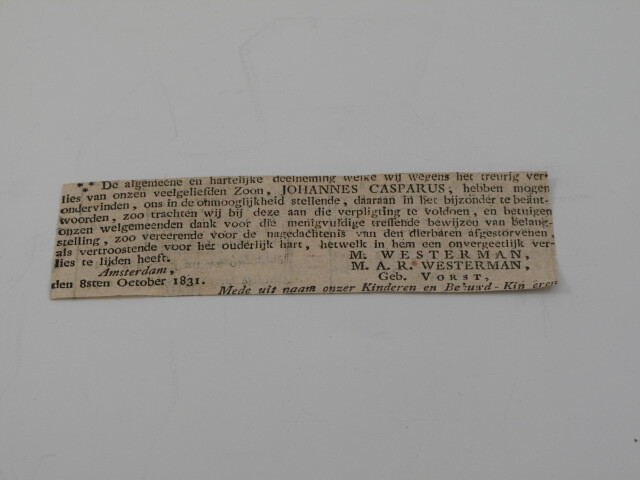 ⁂ De algemeene en hartelijke deelneming welke wij wegens het treurig ver-
lies van onzen veelgeliefden Zoon, JOHANNES CASPARUS, hebben mogen
ondervinden, ons in de onmoogljkheid stellende, daaraan in het bijzonder te beänt-
woorden, zoo trachten wij bij deze aan die verpligting te voldoen, en betuigen
onzen welgemeenden dank voor die menigvuldige treffende bewijzen van belang-
stelling, zoo vereerende voor de nagedachtenis van den dierbaren afgestorvenen,
als vertroostende voor het ouderlijk hart, hetwelk in hem een onvergeetlijk ver-
lies te lijden heeft.
M. WESTERMAN,
Amsterdam,
M. A. R. WESTERMAN,
den 8sten October 1831.
Geb. VORST,
Mede uit naam onzer Kinderen en Behuwd-Kinderen